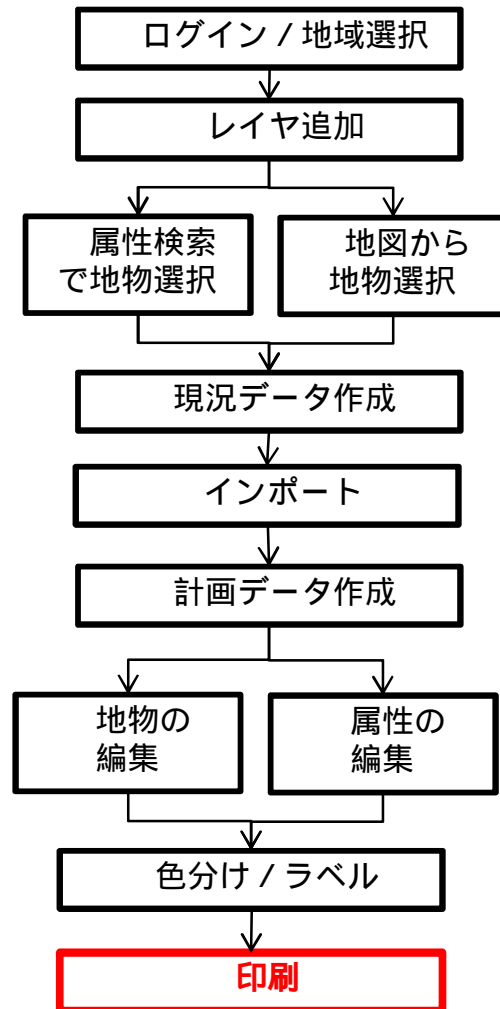 ログイン / 地域選択
レイヤ追加
属性検索
で地物選択
地図から
地物選択
現況データ作成
インポート
計画データ作成
地物の
編集
属性の
編集
色分け / ラベル
印刷